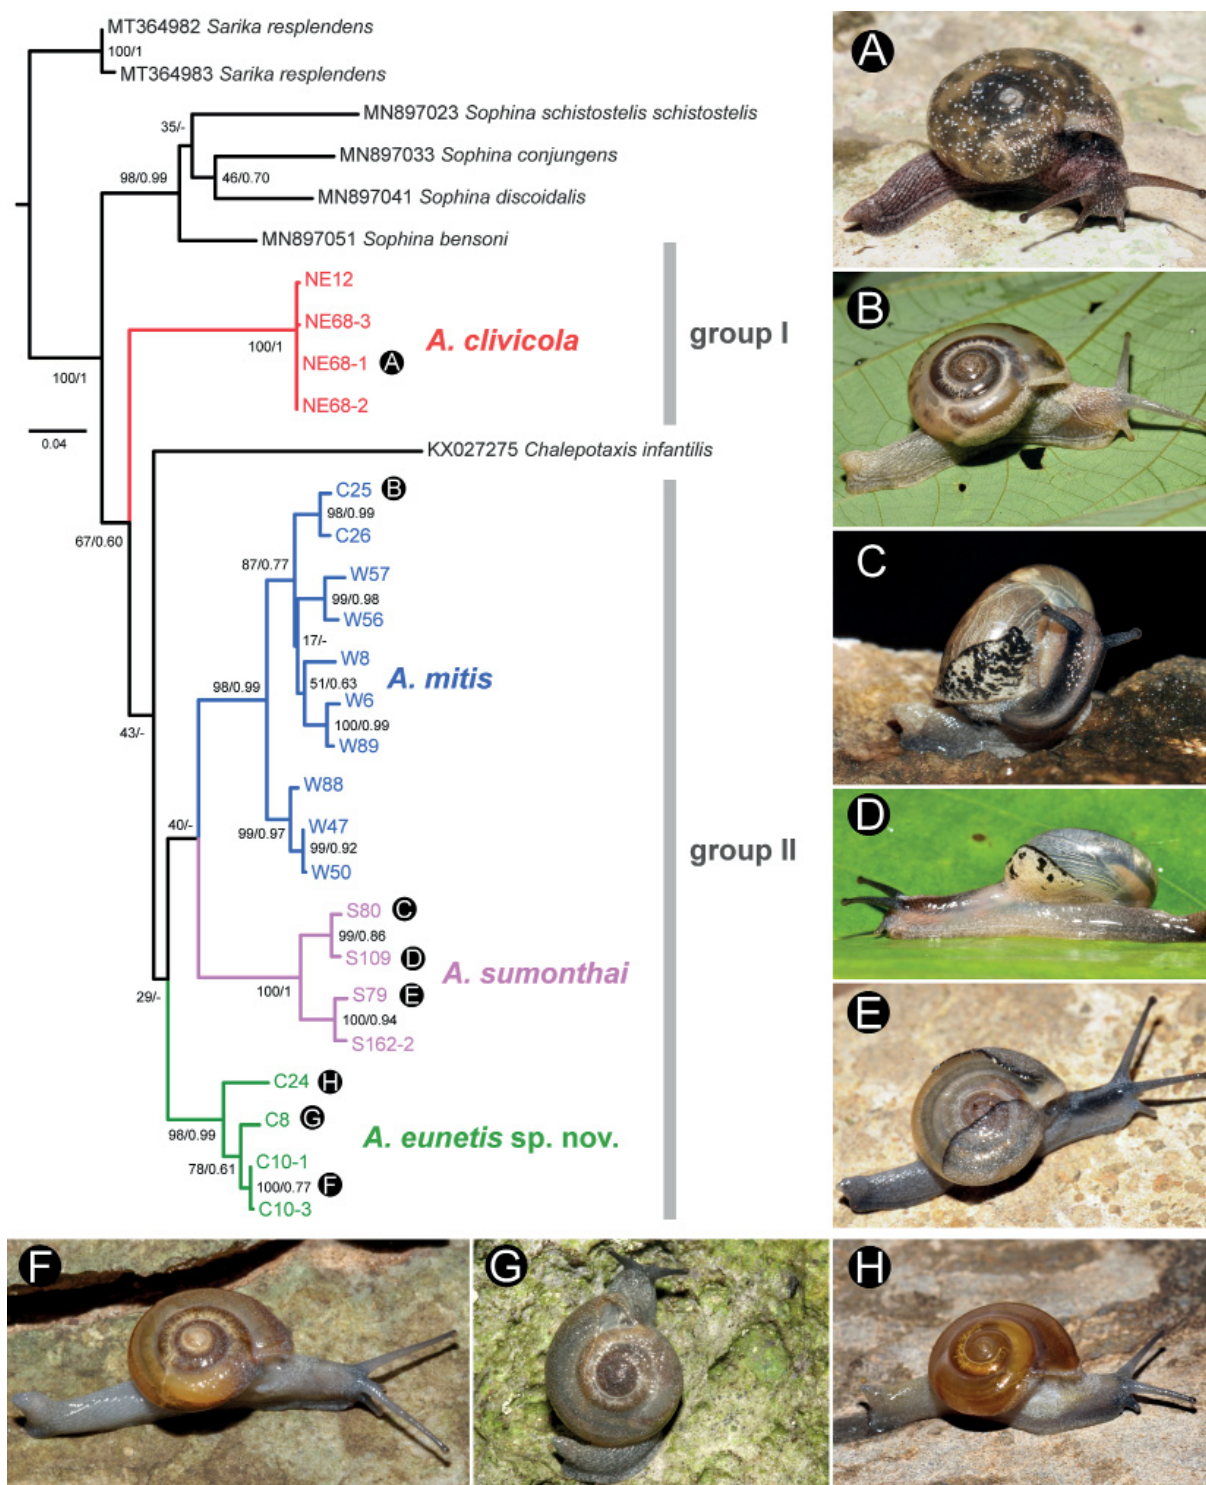 MT364982 Sarika resplendens
100/1
MT364983 Sarika resplendens
MN897023 Sophina schistostelis schistostelis
35/-
MN897033 Sophina conjungens
98/0.99
46/0.70
MN897041 Sophina discoidalis
MN897051 Sophina bensoni
NE12
NE68-3
100/1
A. clivicola
group I
NE68-1 A
100/1
NE68-2
0.04
KX027275 Chalepotaxis infantilis
C25 B
98/0.99
C26
67/0.60
87/0.77
W57
99/0.98
W56
17/-
W8
98/0.99
51/0.63
A. mitis
W6
100/0.99
43/-
W89
W88
40/-
W47
99/0.97
99/0.92
group II
W50
S80 C
99/0.86
S109 D
A. sumonthai
100/1
S79 E
29/-
100/0.94
S162-2
C24 H
C8 G
98/0.99
A. eunetis sp. nov.
78/0.61
C10-1
100/0.77 F
C10-3
A
B
C
D
E
F
G
H